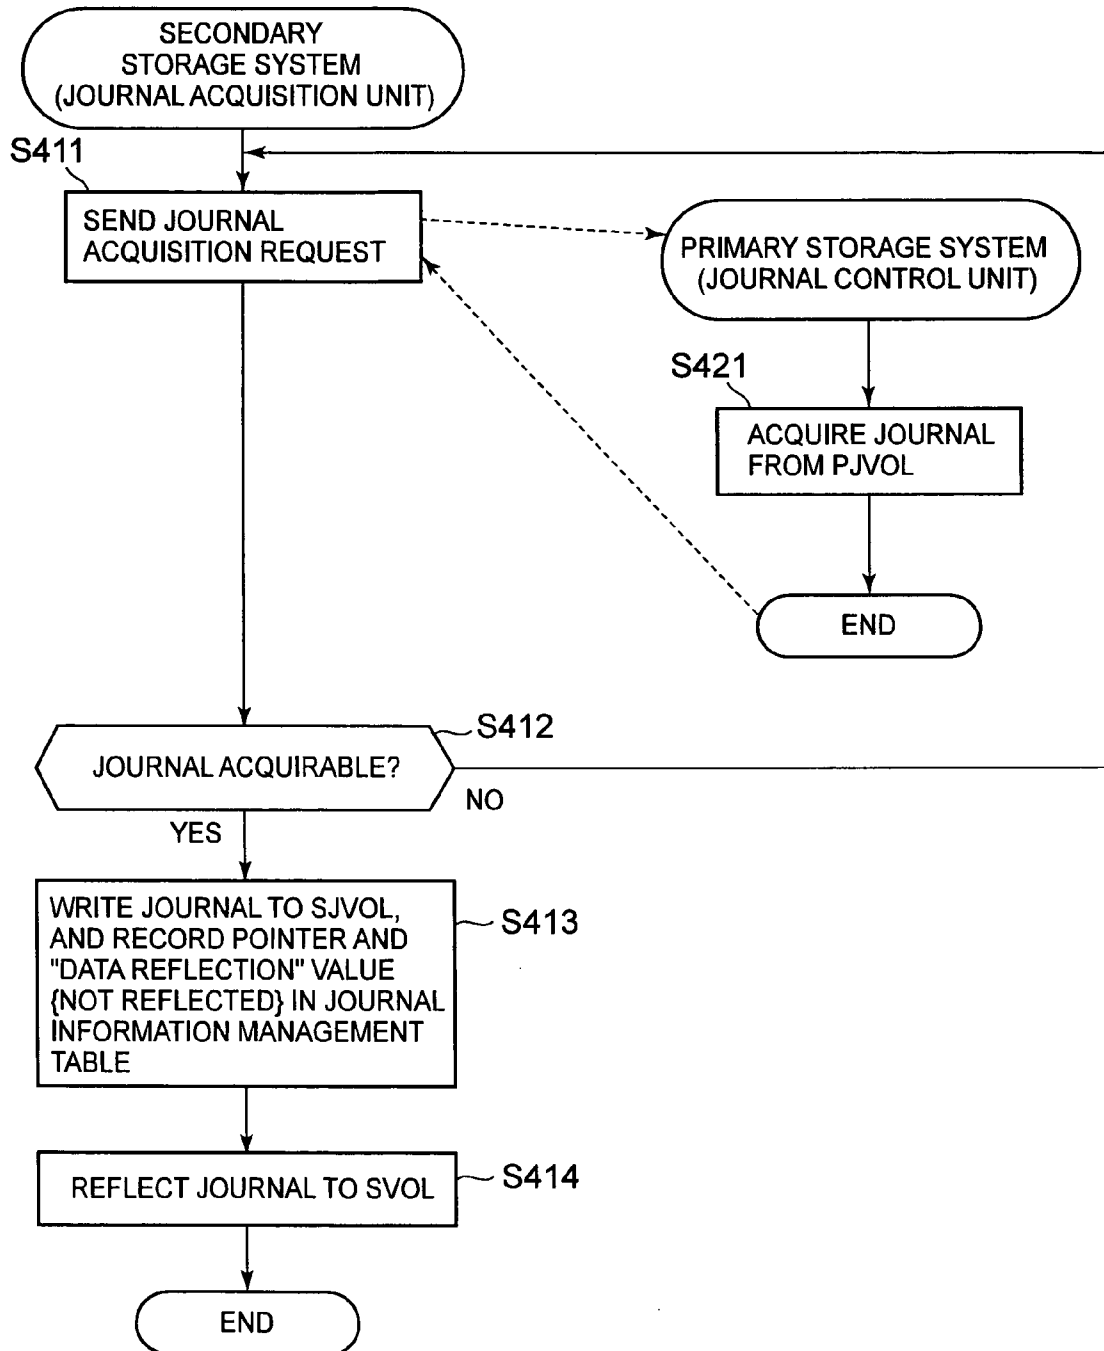 SECONDARY
STORAGE SYSTEM
(JOURNAL ACQUISITION UNIT)
S411
SEND JOURNAL
ACQUISITION REQUEST
PRIMARY STORAGE SYSTEM
(JOURNAL CONTROL UNIT)
S421
ACQUIRE JOURNAL
FROM PJVOL
END
S412
JOURNAL ACQUIRABLE?
NO
YES
WRITE JOURNAL TO SJVOL,
AND RECORD POINTER AND
"DATA REFLECTION" VALUE
{NOT REFLECTED} IN JOURNAL
INFORMATION MANAGEMENT
TABLE
S413
REFLECT JOURNAL TO SVOL
S414
END